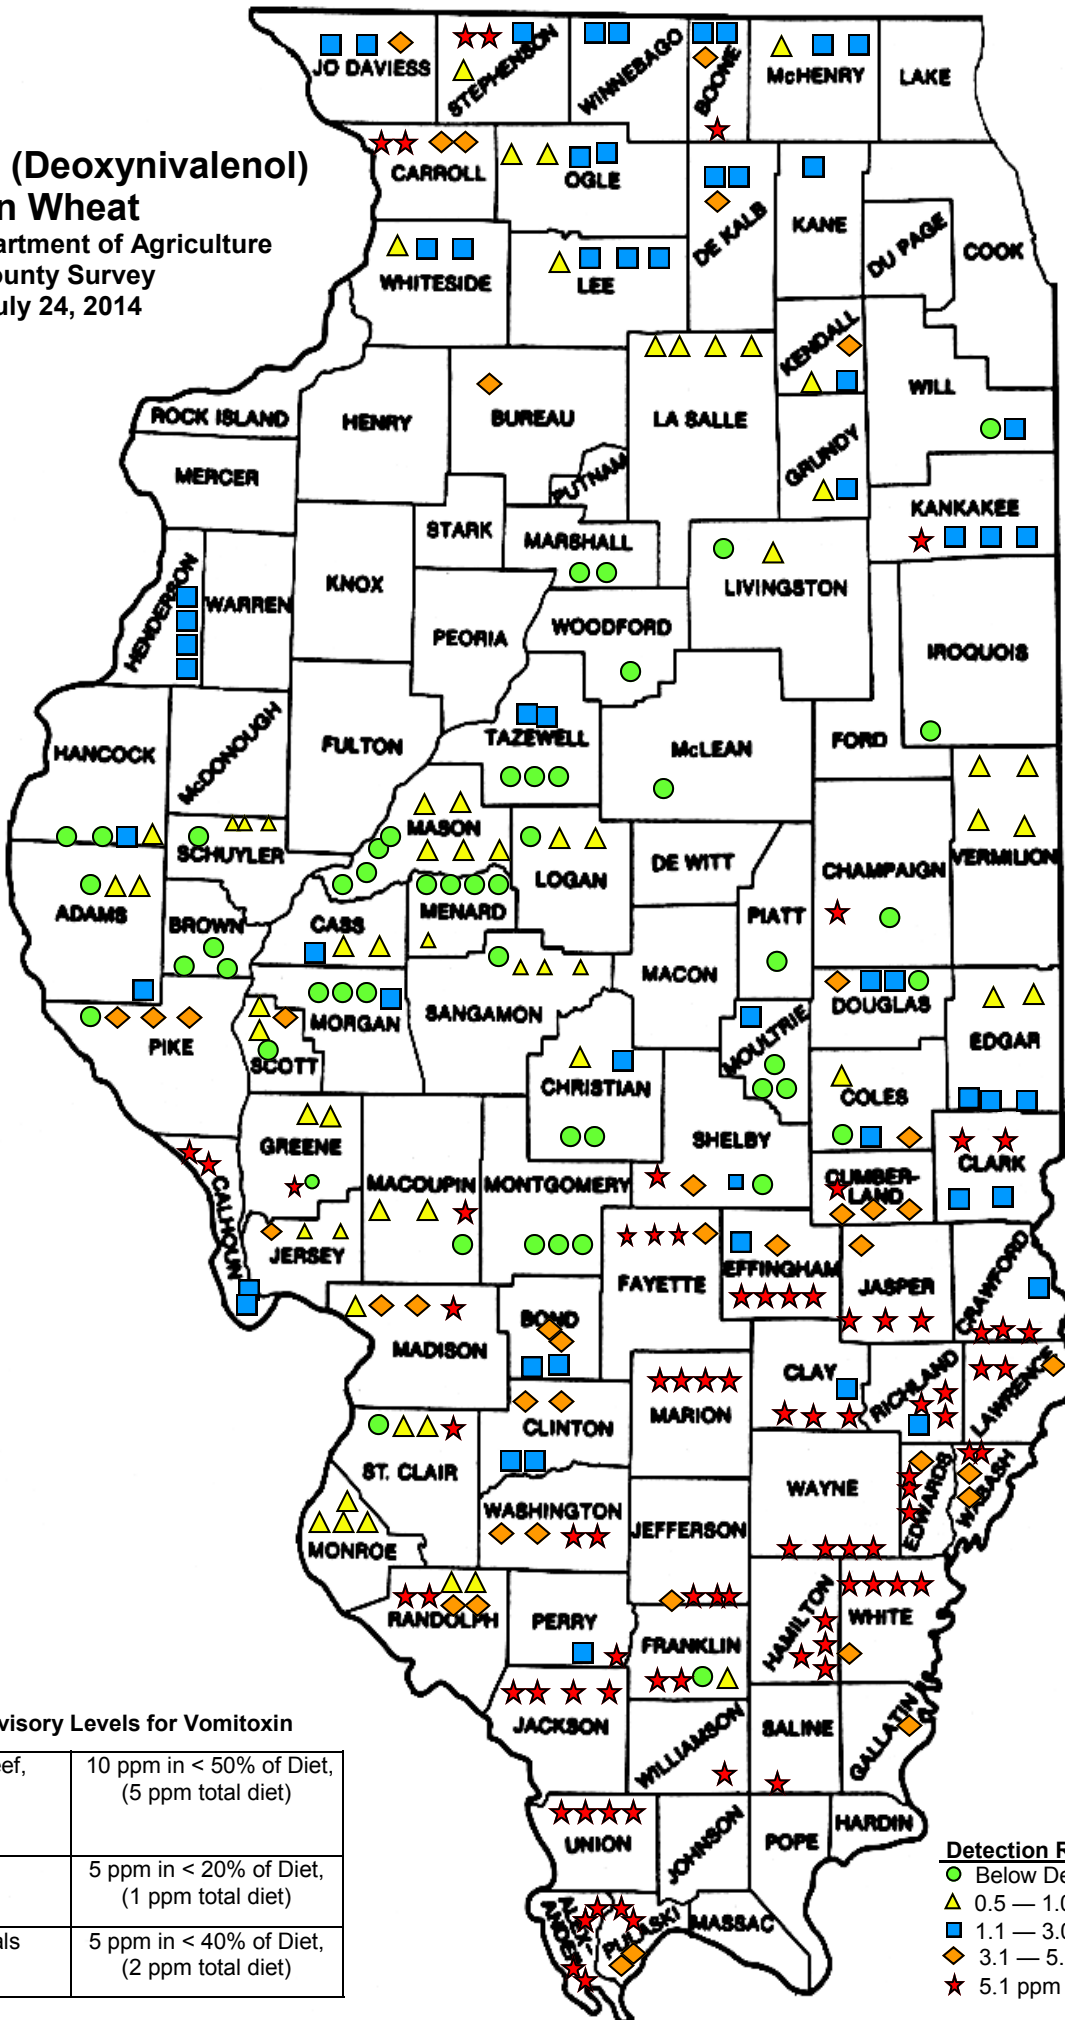 (Deoxynivalenol)
n Wheat
artment of Agriculture
ounty Survey
uly 24, 2014
JO DAVIESS
STEPHENSON
WINNEBAGO
BOONE
McHENRY
LAKE
CARROLL
OGLE
DE KALB
KANE
DU PAGE
COOK
WHITESIDE
LEE
KENDALL
WILL
ROCK ISLAND
HENRY
BUREAU
LA SALLE
GRUNDY
MERCER
PUTNAM
KANKAKEE
STARK
MARSHALL
LIVINGSTON
HENDERSON
WARREN
KNOX
PEORIA
WOODFORD
IROQUOIS
HANCOCK
McDONOUGH
FULTON
TAZEWELL
McLEAN
FORD
SCHUYLER
MASON
LOGAN
DE WITT
CHAMPAIGN
VERMILION
ADAMS
BROWN
CASS
MENARD
PIATT
MACON
PIKE
SCOTT
MORGAN
SANGAMON
MOULTRIE
DOUGLAS
EDGAR
CHRISTIAN
COLES
GREENE
SHELBY
CLARK
CALHOUN
MACOUPIN
MONTGOMERY
CUMBER-
LAND
JERSEY
FAYETTE
EFFINGHAM
JASPER
CRAWFORD
MADISON
BOND
CLAY
RICHLAND
LAWRENCE
MARION
CLINTON
ST. CLAIR
WAYNE
EDWARDS
WABASH
WASHINGTON
JEFFERSON
MONROE
RANDOLPH
PERRY
FRANKLIN
HAMILTON
WHITE
JACKSON
WILLIAMSON
SALINE
GALLATIN
UNION
JOHNSON
POPE
HARDIN
ALEX-
ANDER
PULASKI
MASSAC
visory Levels for Vomitoxin
eef,
10 ppm in < 50% of Diet,
(5 ppm total diet)
5 ppm in < 20% of Diet,
(1 ppm total diet)
als
5 ppm in < 40% of Diet,
(2 ppm total diet)
Detection R
Below De
0.5 — 1.0
1.1 — 3.0
3.1 — 5.
5.1 ppm